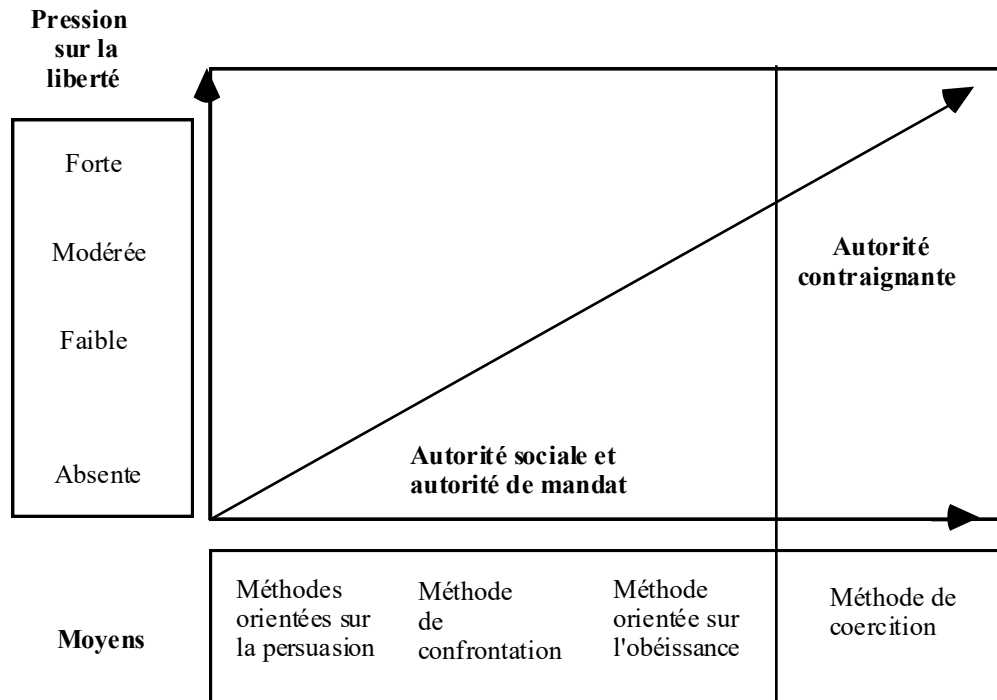 Pression
sur la
liberté
Forte
Modérée
Faible
Absente
Autorité
contraignante
Autorité sociale et
autorité de mandat
Moyens
Méthodes
orientées sur
la persuasion
Méthode
de
confrontation
Méthode
orientée sur
l'obéissance
Méthode de
coercition